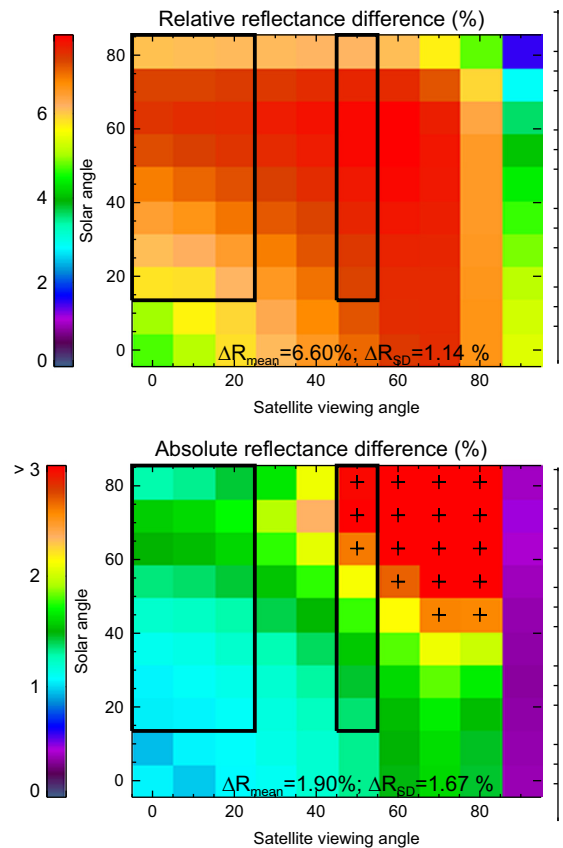 Relative reflectance difference (%)
80
60
40
20
0
6
4
2
0
Solar angle
ΔRmean=6.60%; ΔRSD=1.14 %
0 20 40 60 80
Satellite viewing angle
Absolute reflectance difference (%)
> 3
2
1
0
Solar angle
80
60
40
20
0
ΔRmean=1.90%; ΔRSD=1.67 %
0 20 40 60 80
Satellite viewing angle